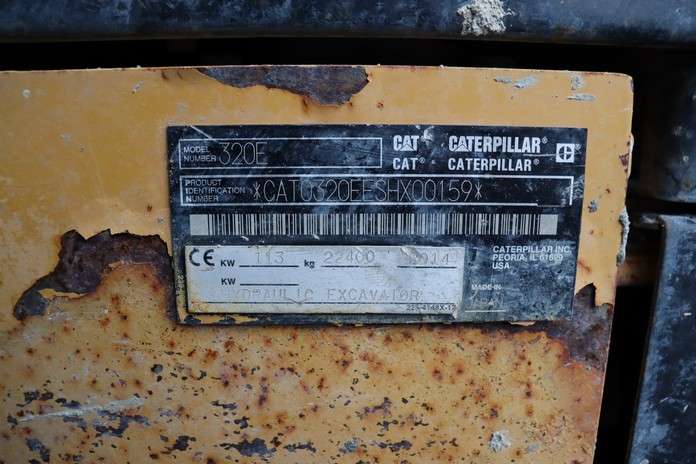 MODEL NUMBER 320E
CAT CATERPILLAR
CAT® CATERPILLAR® C
PRODUCT IDENTIFICATION NUMBER *CAT0320EESHX00159*
CE KW 113 kg 22400 2014
KW
HYDRAULIC EXCAVATOR
CATERPILLAR INC.
PEORIA, IL 61629
USA
MADE IN